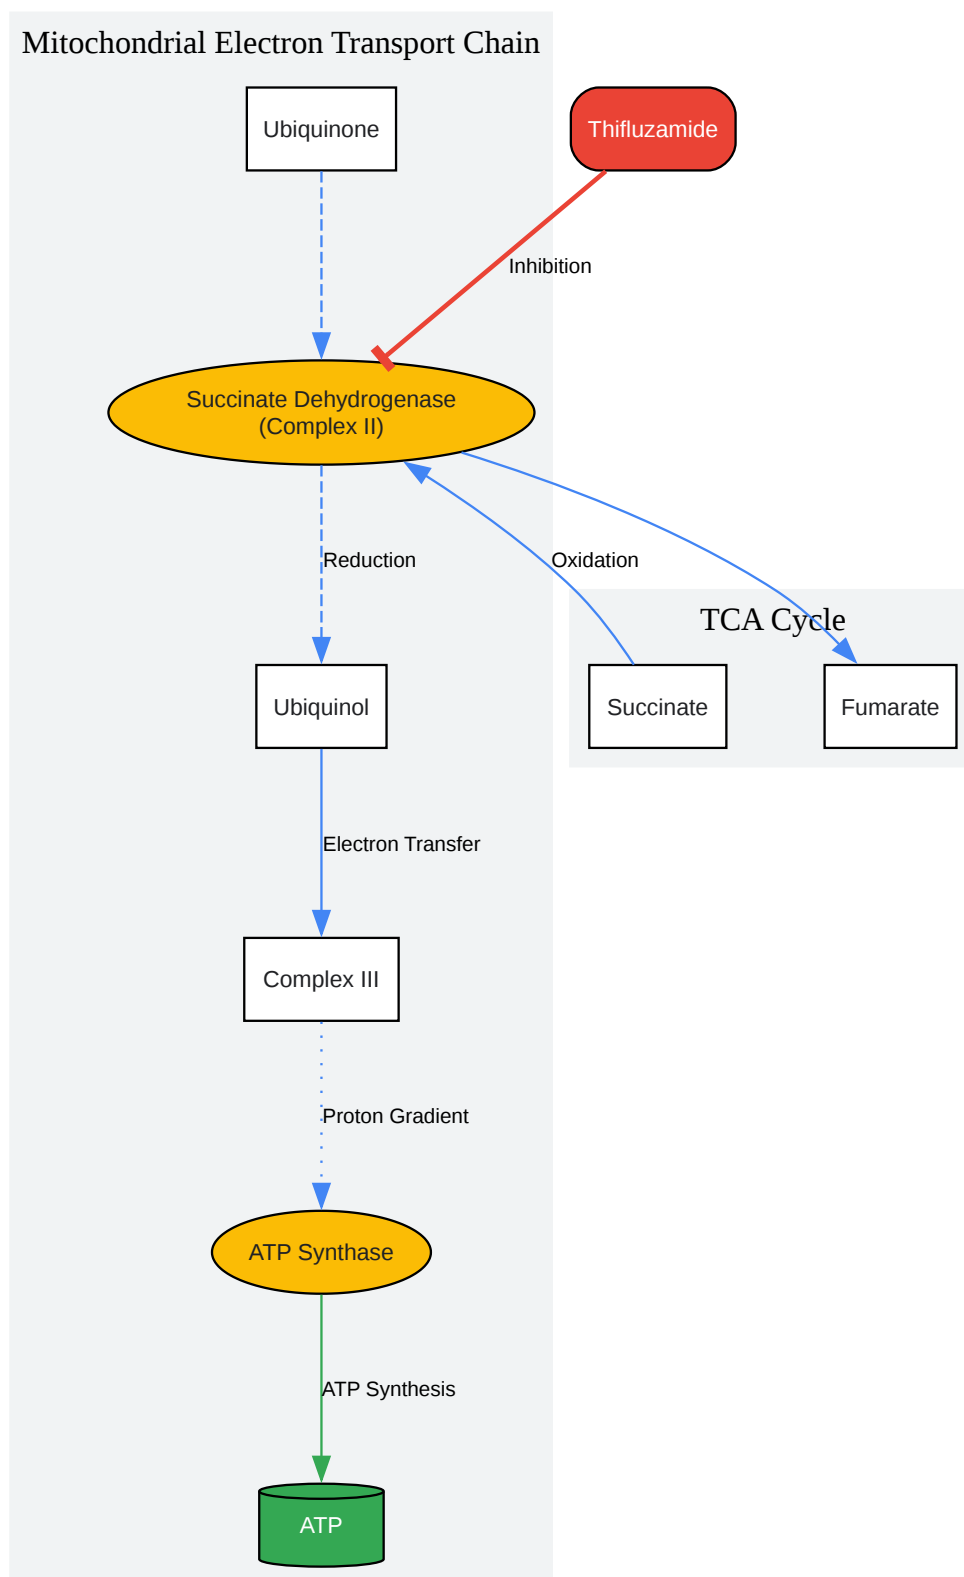 Mitochondrial Electron Transport Chain
Ubiquinone
Thifluzamide
Inhibition
Succinate Dehydrogenase
(Complex II)
Reduction
Oxidation
TCA Cycle
Ubiquinol
Succinate
Fumarate
Electron Transfer
Complex III
Proton Gradient
ATP Synthase
ATP Synthesis
ATP